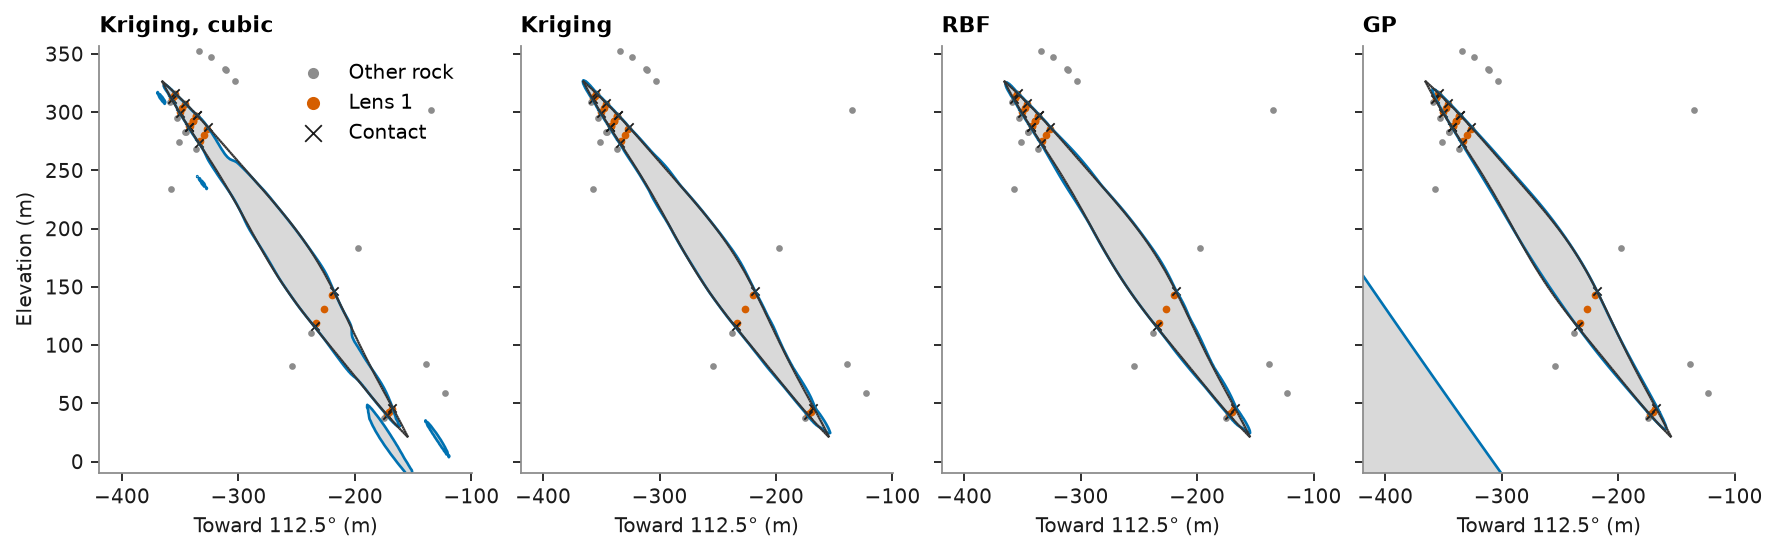 Kriging, cubic
Kriging
RBF
GP
Other rock
Lens 1
Contact
Elevation (m)
350
300
250
200
150
100
50
0
−400 −300 −200 −100
−400 −300 −200 −100
−400 −300 −200 −100
−400 −300 −200 −100
Toward 112.5° (m)
Toward 112.5° (m)
Toward 112.5° (m)
Toward 112.5° (m)